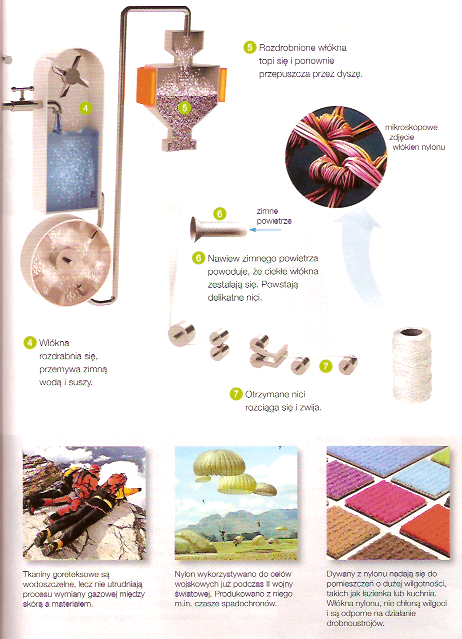 5 Rozdrobnione włókna
topi się i ponownie
przepuszcza przez dyszę.
4
5
mikroskopowe
zdjęcie
włókien nylonu
6
zimne
powietrze
6 Nawiew zimnego powietrza
powoduje, że ciekłe włókna
zestalają się. Powstają
delikatne nici.
4 Włókna
rozdrabnia się,
przemywa zimną
wodą i suszy.
7
7 Otrzymane nici
rozciąga się i zwija.
Tkaniny goreteksowe są
wodoszczelne, lecz nie utrudniają
procesu wymiany gazowej między
skórą a materiałem.
Nylon wykorzystywano do celów
wojskowych już podczas II wojny
światowej. Produkowano z niego
m.in. czasze spadochronów.
Dywany z nylonu nadają się do
pomieszczeń o dużej wilgotności,
takich jak łazienka lub kuchnia.
Włókna nylonu, nie chłoną wilgoci
i są odporne na działanie
drobnoustrojów.